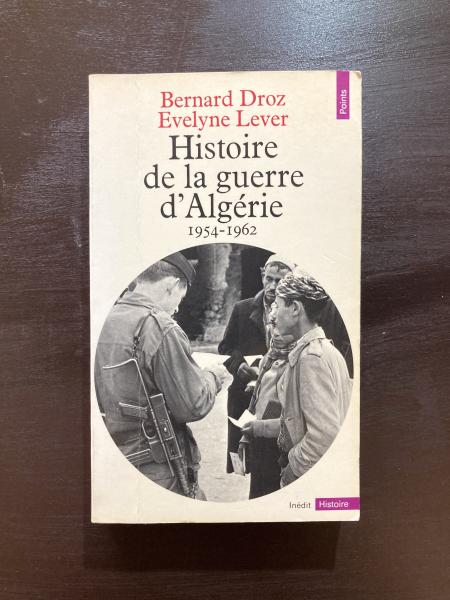 Points
Bernard Droz
Evelyne Lever
Histoire
de la guerre
d'Algérie
1954-1962
Inédit Histoire